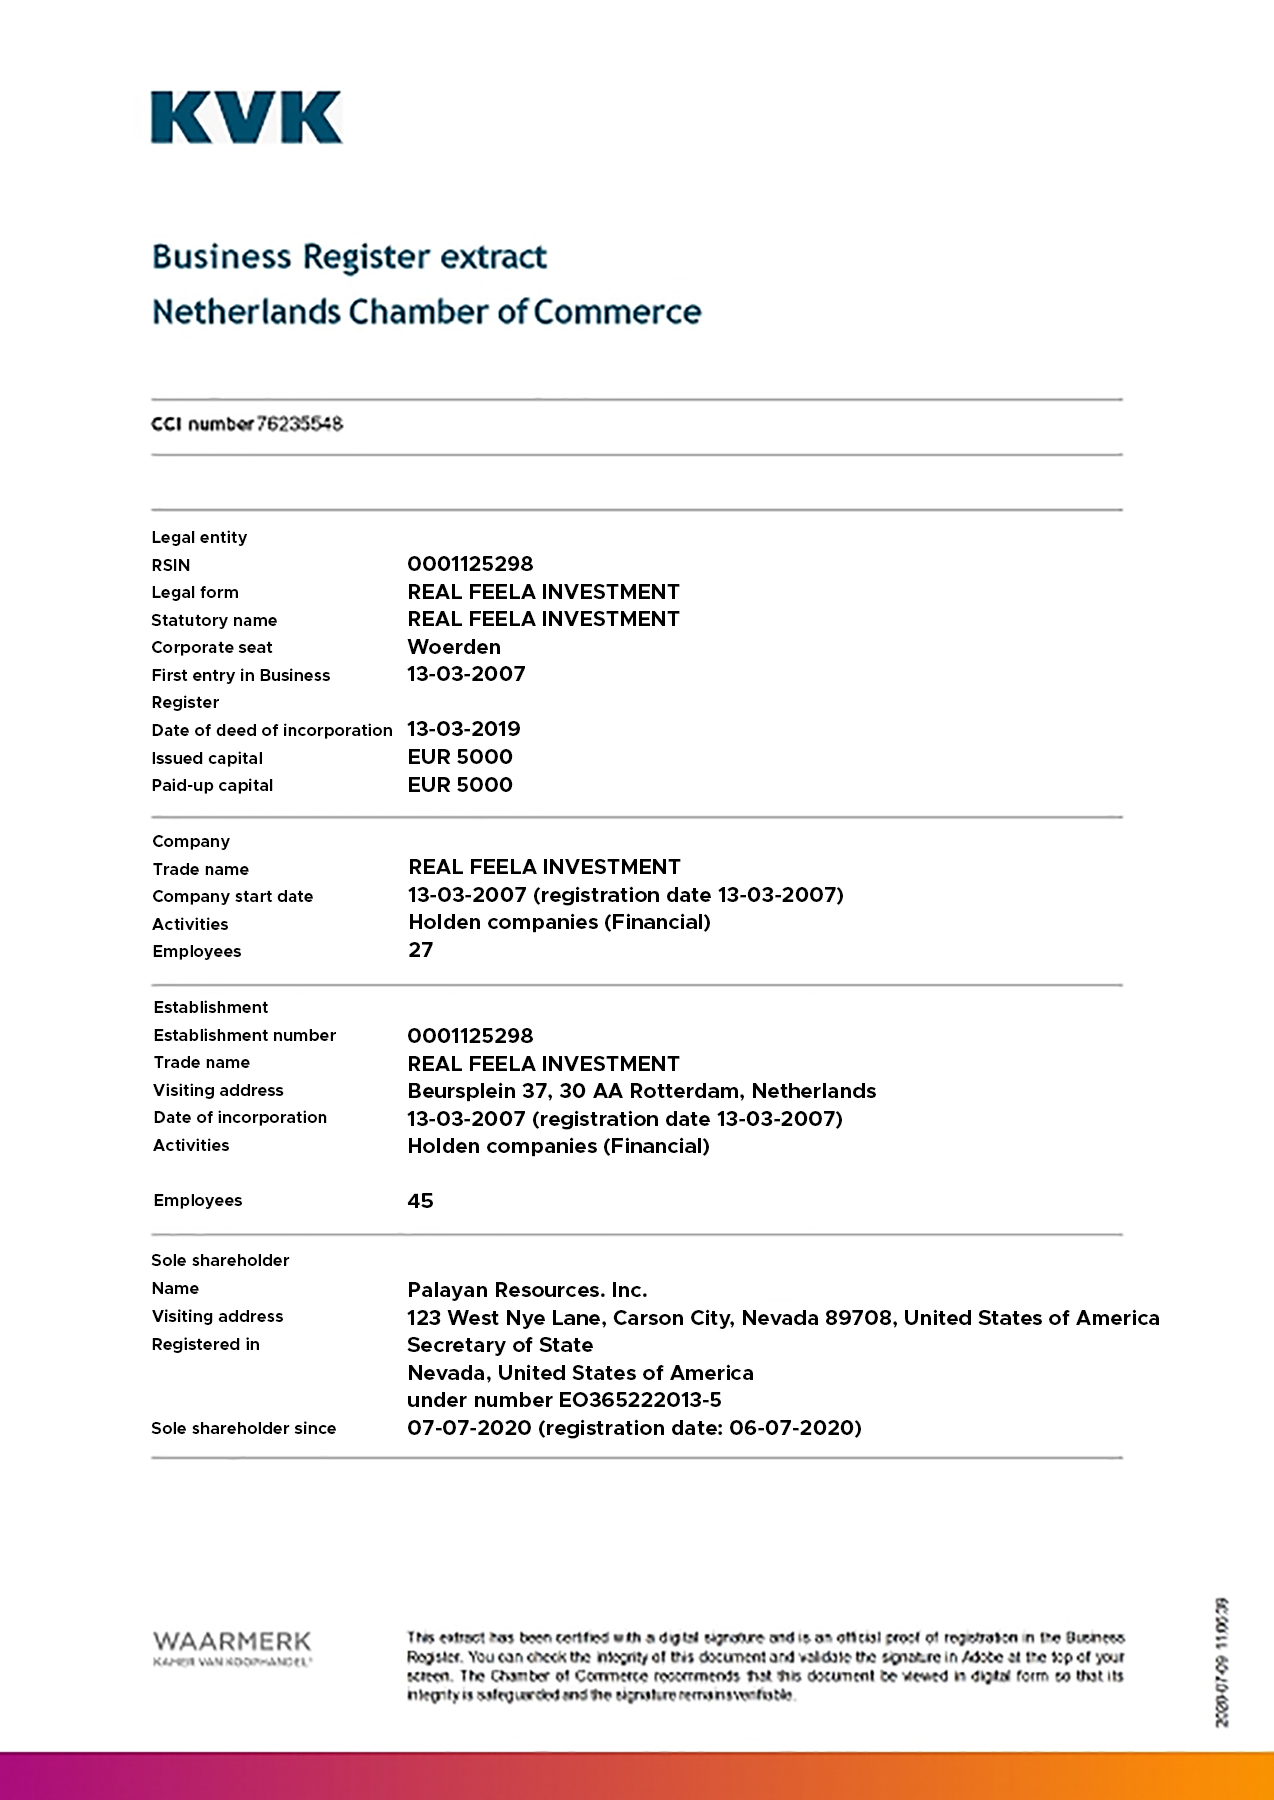 KVK
Business Register extract
Netherlands Chamber of Commerce
CCI number 76235548
Legal entity
RSIN 0001125298
Legal form REAL FEELA INVESTMENT
Statutory name REAL FEELA INVESTMENT
Corporate seat Woerden
First entry in Business 13-03-2007
Register
Date of deed of incorporation 13-03-2019
Issued capital EUR 5000
Paid-up capital EUR 5000
Company
Trade name REAL FEELA INVESTMENT
Company start date 13-03-2007 (registration date 13-03-2007)
Activities Holden companies (Financial)
Employees 27
Establishment
Establishment number 0001125298
Trade name REAL FEELA INVESTMENT
Visiting address Beursplein 37, 30 AA Rotterdam, Netherlands
Date of incorporation 13-03-2007 (registration date 13-03-2007)
Activities Holden companies (Financial)
Employees 45
Sole shareholder
Name Palayan Resources. Inc.
Visiting address 123 West Nye Lane, Carson City, Nevada 89708, United States of America
Registered in Secretary of State
Nevada, United States of America
under number EO365222013-5
Sole shareholder since 07-07-2020 (registration date: 06-07-2020)
WAARMERK
KAMER VAN KOOPHANDEL
This extract has been certified with a digital signature and is an official proof of registration in the Business
Register. You can check the integrity of this document and validate the signature in Adobe at the top of your
screen. The Chamber of Commerce recommends that this document be viewed in digital form so that its
integrity is safeguarded and the signature remains verifiable.
2020-07-09